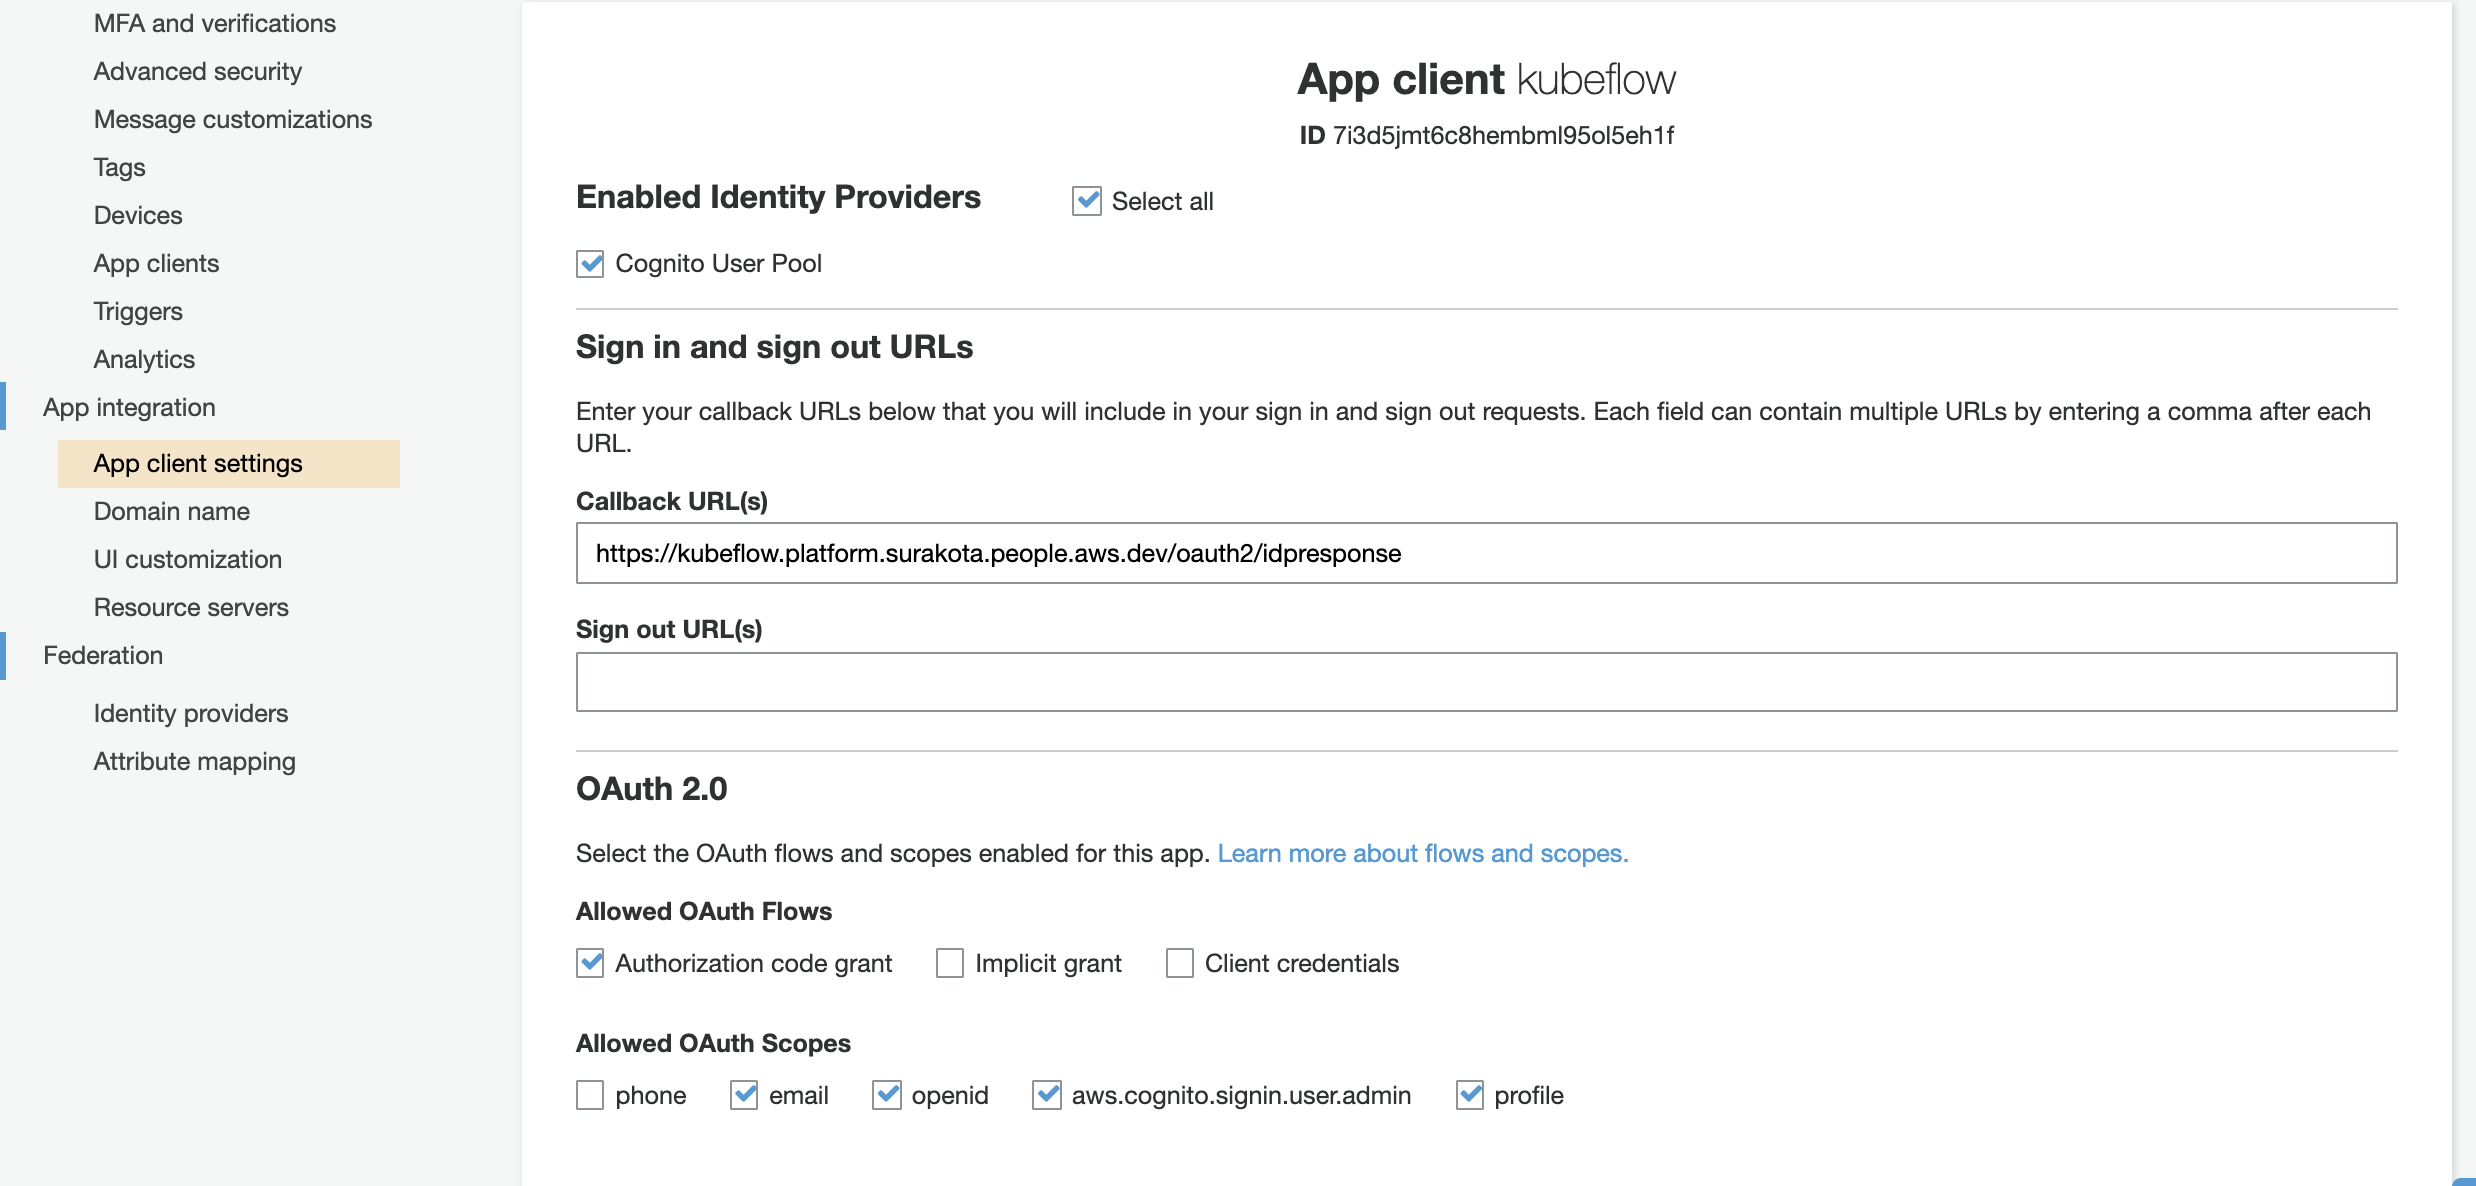 MFA and verifications
Advanced security
Message customizations
Tags
Devices
App clients
Triggers
Analytics
App integration
App client settings
Domain name
UI customization
Resource servers
Federation
Identity providers
Attribute mapping
App client kubeflow
ID 7i3d5jmt6c8hembml95ol5eh1f
Enabled Identity Providers
Select all
Cognito User Pool
Sign in and sign out URLs
Enter your callback URLs below that you will include in your sign in and sign out requests. Each field can contain multiple URLs by entering a comma after each
URL.
Callback URL(s)
https://kubeflow.platform.surakota.people.aws.dev/oauth2/idpresponse
Sign out URL(s)
OAuth 2.0
Select the OAuth flows and scopes enabled for this app. Learn more about flows and scopes.
Allowed OAuth Flows
Authorization code grant Implicit grant Client credentials
Allowed OAuth Scopes
phone email openid aws.cognito.signin.user.admin profile